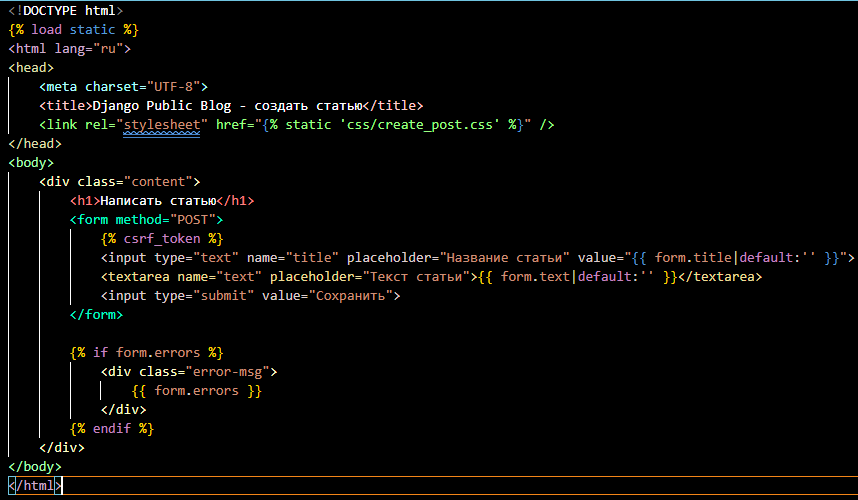 <!DOCTYPE html>
{% load static %}
<html lang="ru">
<head>
    <meta charset="UTF-8">
    <title>Django Public Blog - создать статью</title>
    <link rel="stylesheet" href="{% static 'css/create_post.css' %}" />
</head>
<body>
    <div class="content">
        <h1>Написать статью</h1>
        <form method="POST">
            {% csrf_token %}
            <input type="text" name="title" placeholder="Название статьи" value="{{ form.title|default:'' }}">
            <textarea name="text" placeholder="Текст статьи">{{ form.text|default:'' }}</textarea>
            <input type="submit" value="Сохранить">
        </form>

        {% if form.errors %}
            <div class="error-msg">
                {{ form.errors }}
            </div>
        {% endif %}
    </div>
</body>
</html>